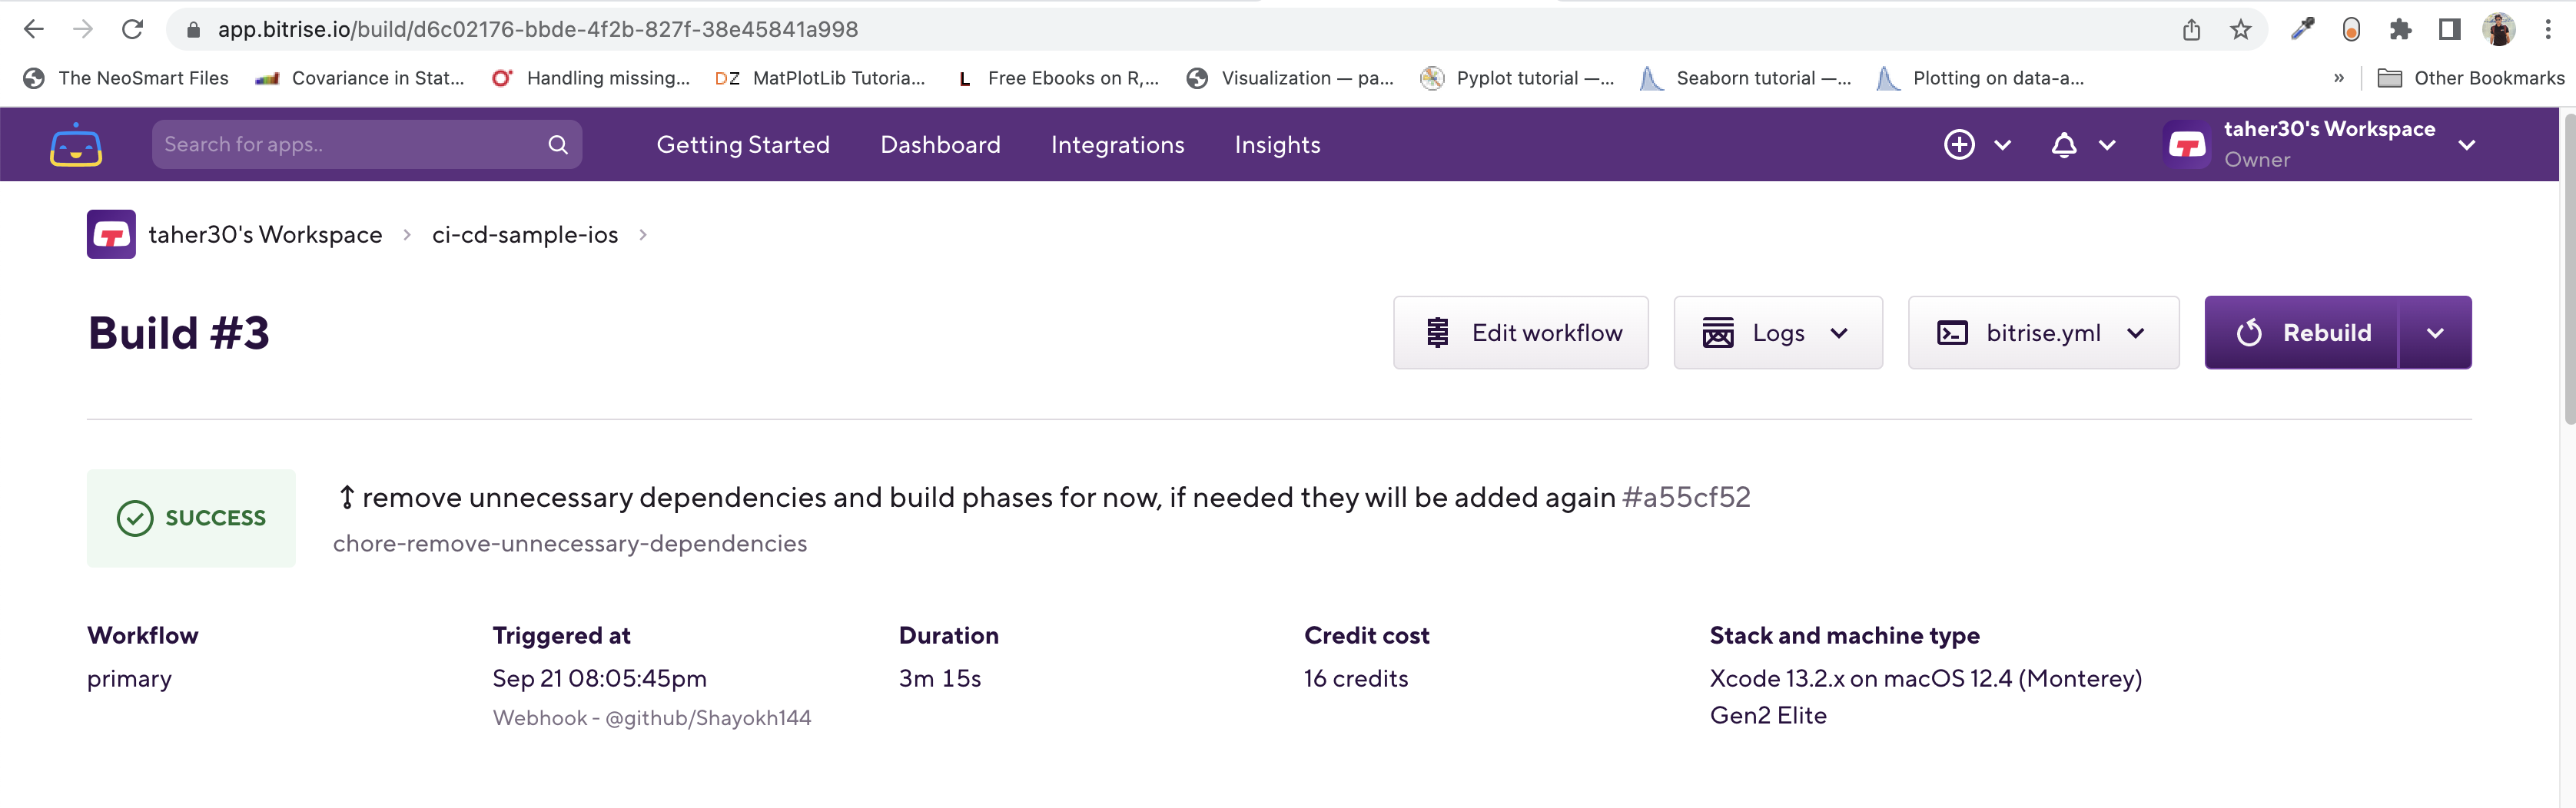 app.bitrise.io/build/d6c02176-bbde-4f2b-827f-38e45841a998
The NeoSmart Files
Covariance in Stat...
Handling missing...
DZ MatPlotLib Tutoria...
L Free Ebooks on R,...
Visualization — pa...
Pyplot tutorial —...
Seaborn tutorial —...
Plotting on data-a...
»
Other Bookmarks
Search for apps..
Getting Started
Dashboard
Integrations
Insights
taher30's Workspace
Owner
taher30's Workspace > ci-cd-sample-ios >
Build #3
Edit workflow
Logs
bitrise.yml
Rebuild
SUCCESS
remove unnecessary dependencies and build phases for now, if needed they will be added again #a55cf52
chore-remove-unnecessary-dependencies
Workflow
primary
Triggered at
Sep 21 08:05:45pm
Webhook - @github/Shayokh144
Duration
3m 15s
Credit cost
16 credits
Stack and machine type
Xcode 13.2.x on macOS 12.4 (Monterey)
Gen2 Elite